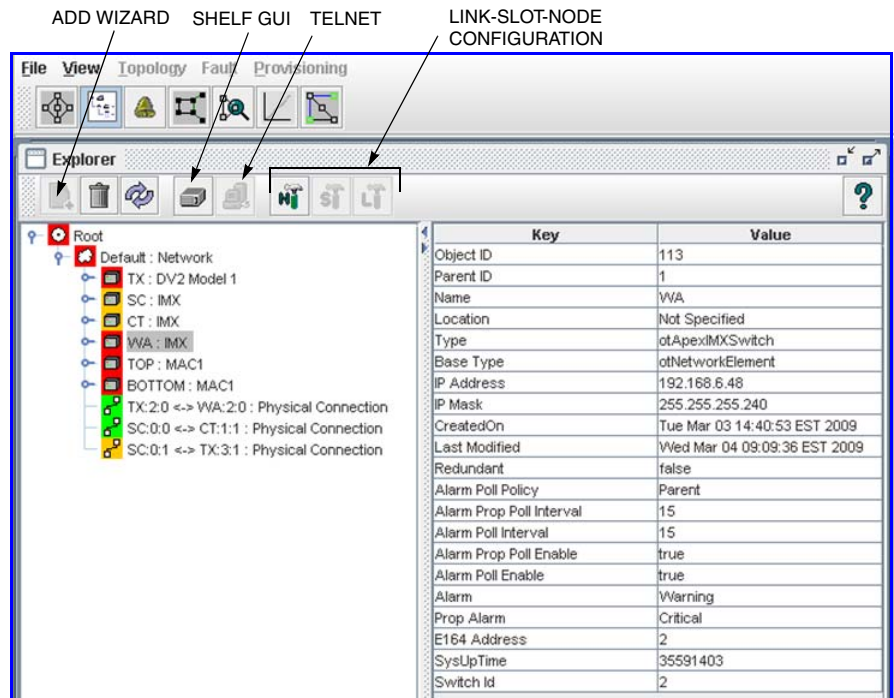 ADD WIZARD SHELF GUI TELNET LINK-SLOT-NODE
CONFIGURATION
File View Topology Fault Provisioning
Explorer
N S L ?
Key Value
Root
Object ID 113
Default : Network
Parent ID 1
TX : DV2 Model 1
Name WA
SC : IMX
Location Not Specified
CT : IMX
Type otApexIMXSwitch
WA : IMX
Base Type otNetworkElement
TOP : MAC1
IP Address 192.168.6.48
BOTTOM : MAC1
IP Mask 255.255.255.240
TX:2:0 <-> WA:2:0 : Physical Connection
CreatedOn Tue Mar 03 14:40:53 EST 2009
SC:0:0 <-> CT:1:1 : Physical Connection
Last Modified Wed Mar 04 09:09:36 EST 2009
SC:0:1 <-> TX:3:1 : Physical Connection
Redundant false
Alarm Poll Policy Parent
Alarm Prop Poll Interval 15
Alarm Poll Interval 15
Alarm Prop Poll Enable true
Alarm Poll Enable true
Alarm Warning
Prop Alarm Critical
E164 Address 2
SysUpTime 35591403
Switch Id 2